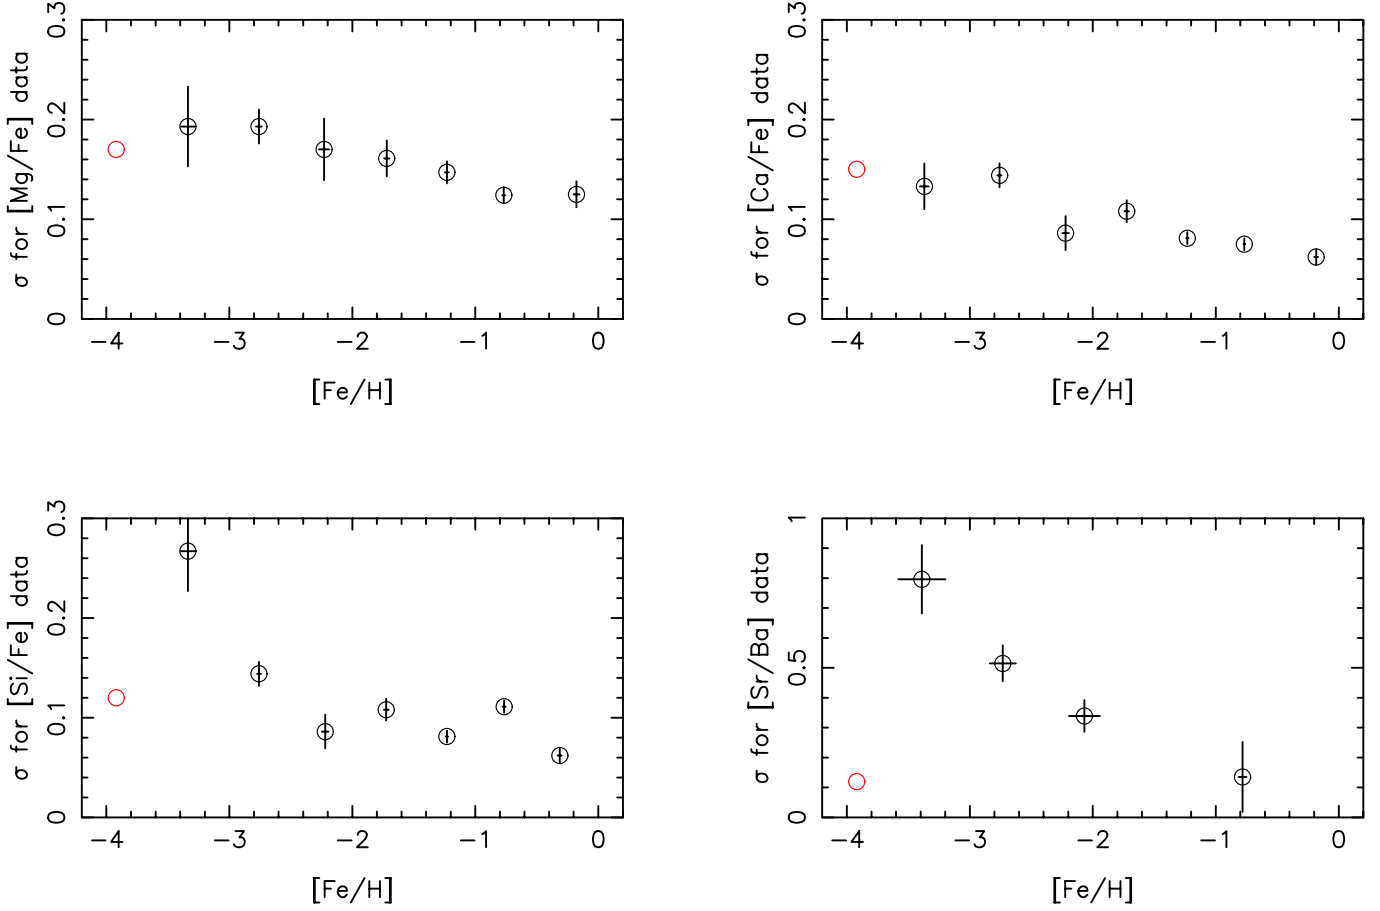 σ for [Mg/Fe] data
0.3
0.2
0.1
0
−4 −3 −2 −1 0
[Fe/H]
σ for [Ca/Fe] data
0.3
0.2
0.1
0
−4 −3 −2 −1 0
[Fe/H]
σ for [Si/Fe] data
0.3
0.2
0.1
0
−4 −3 −2 −1 0
[Fe/H]
σ for [Sr/Ba] data
1
0.5
0
−4 −3 −2 −1 0
[Fe/H]